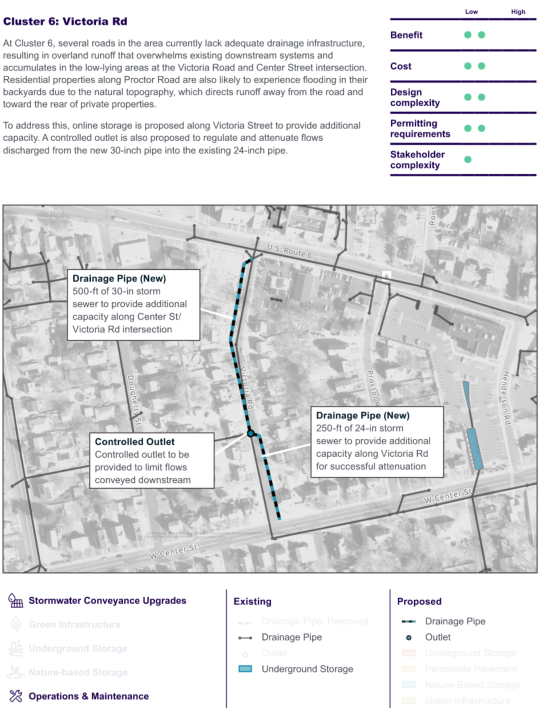 Cluster 6: Victoria Rd
At Cluster 6, several roads in the area currently lack adequate drainage infrastructure,
resulting in overland runoff that overwhelms existing downstream systems and
accumulates in the low-lying areas at the Victoria Road and Center Street intersection.
Residential properties along Proctor Road are also likely to experience flooding in their
backyards due to the natural topography, which directs runoff away from the road and
toward the rear of private properties.
To address this, online storage is proposed along Victoria Street to provide additional
capacity. A controlled outlet is also proposed to regulate and attenuate flows
discharged from the new 30-inch pipe into the existing 24-inch pipe.
Low High
Benefit
Cost
Design
complexity
Permitting
requirements
Stakeholder
complexity
U.S. Route 6
6
Drainage Pipe (New)
500-ft of 30-in storm
sewer to provide additional
capacity along Center St/
Victoria Rd intersection
Victoria Rd
Henderson Rd
Drainage Pipe (New)
250-ft of 24-in storm
sewer to provide additional
capacity along Victoria Rd
for successful attenuation
Controlled Outlet
Controlled outlet to be
provided to limit flows
conveyed downstream
W Center St
W Center St
Stormwater Conveyance Upgrades
Green Infrastructure
Underground Storage
Nature-based Storage
Operations & Maintenance
Existing
Drainage Pipe, Removed
Drainage Pipe
Outlet
Underground Storage
Proposed
Drainage Pipe
Outlet
Underground Storage
Permeable Pavement
Nature-Based Storage
Green Infrastructure